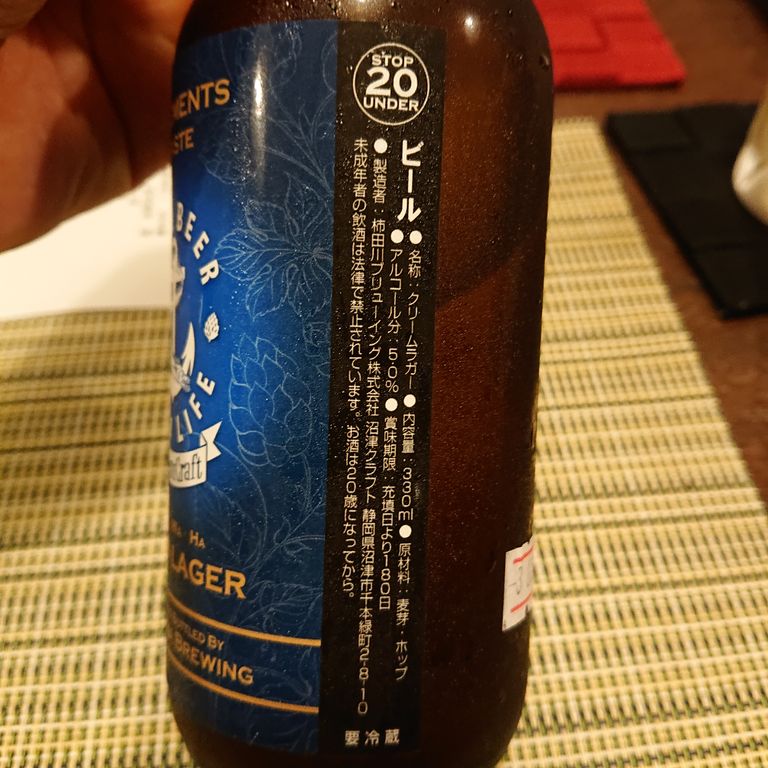 MENTS
STE
BEER
LIFE
Craft
HA
LAGER
LED BY
BREWING
STOP
20
UNDER
ビール ●名称：クリームラガー ●内容量：330ml ●原材料：麦芽・ホップ
●アルコール分：5.0% ●賞味期限：充填日より180日
●製造者：柿田川ブリューイング株式会社 沼津クラフト 静岡県沼津市千本緑町2-8-10
未成年者の飲酒は法律で禁止されています。お酒は20歳になってから。
要冷蔵